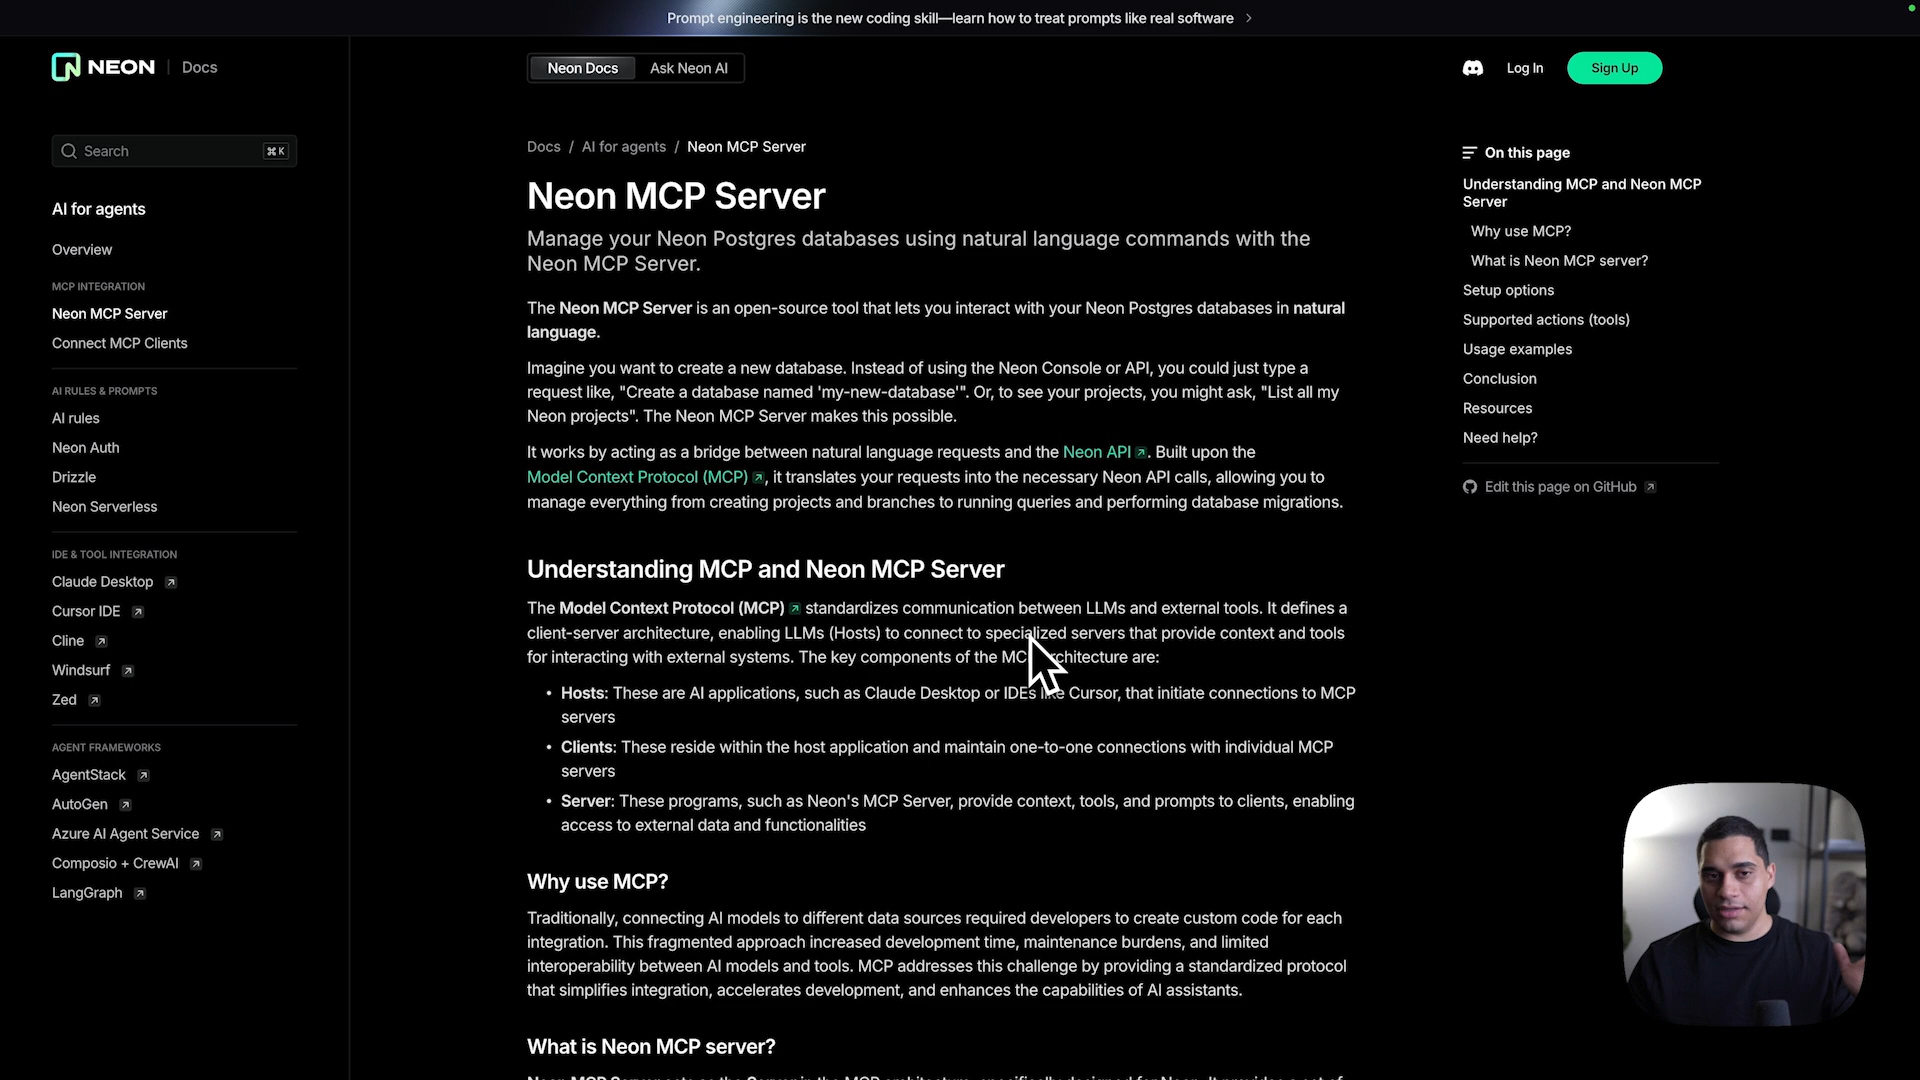 Prompt engineering is the new coding skill—learn how to treat prompts like real software
NEON
Docs
Neon Docs
Ask Neon AI
Log In
Sign Up
Search
⌘K
AI for agents
Overview
MCP INTEGRATION
Neon MCP Server
Connect MCP Clients
AI RULES & PROMPTS
AI rules
Neon Auth
Drizzle
Neon Serverless
IDE & TOOL INTEGRATION
Claude Desktop
Cursor IDE
Cline
Windsurf
Zed
AGENT FRAMEWORKS
AgentStack
AutoGen
Azure AI Agent Service
Composio + CrewAI
LangGraph
Docs / AI for agents / Neon MCP Server
Neon MCP Server
Manage your Neon Postgres databases using natural language commands with the
Neon MCP Server.
The Neon MCP Server is an open-source tool that lets you interact with your Neon Postgres databases in natural
language.
Imagine you want to create a new database. Instead of using the Neon Console or API, you could just type a
request like, "Create a database named 'my-new-database'". Or, to see your projects, you might ask, "List all my
Neon projects". The Neon MCP Server makes this possible.
It works by acting as a bridge between natural language requests and the Neon API. Built upon the
Model Context Protocol (MCP), it translates your requests into the necessary Neon API calls, allowing you to
manage everything from creating projects and branches to running queries and performing database migrations.
Understanding MCP and Neon MCP Server
The Model Context Protocol (MCP) standardizes communication between LLMs and external tools. It defines a
client-server architecture, enabling LLMs (Hosts) to connect to specialized servers that provide context and tools
for interacting with external systems. The key components of the MCP architecture are:
• Hosts: These are AI applications, such as Claude Desktop or IDEs like Cursor, that initiate connections to MCP
servers
• Clients: These reside within the host application and maintain one-to-one connections with individual MCP
servers
• Server: These programs, such as Neon's MCP Server, provide context, tools, and prompts to clients, enabling
access to external data and functionalities
Why use MCP?
Traditionally, connecting AI models to different data sources required developers to create custom code for each
integration. This fragmented approach increased development time, maintenance burdens, and limited
interoperability between AI models and tools. MCP addresses this challenge by providing a standardized protocol
that simplifies integration, accelerates development, and enhances the capabilities of AI assistants.
What is Neon MCP server?
On this page
Understanding MCP and Neon MCP
Server
Why use MCP?
What is Neon MCP server?
Setup options
Supported actions (tools)
Usage examples
Conclusion
Resources
Need help?
Edit this page on GitHub